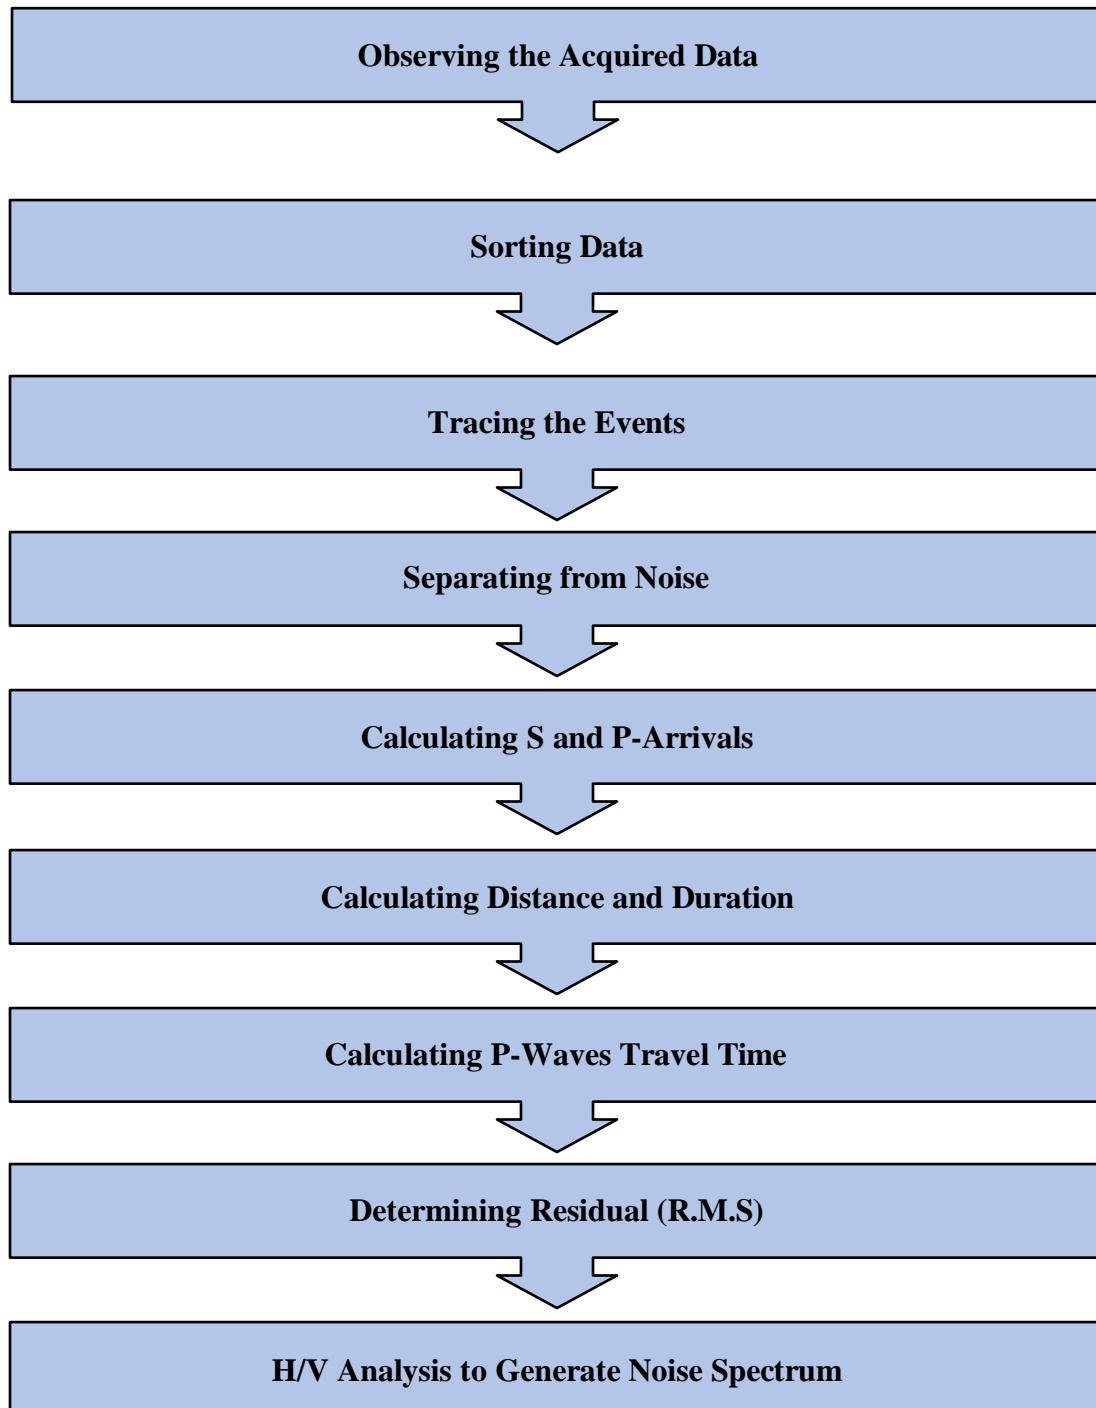 Observing the Acquired Data
Sorting Data
Tracing the Events
Separating from Noise
Calculating S and P-Arrivals
Calculating Distance and Duration
Calculating P-Waves Travel Time
Determining Residual (R.M.S)
H/V Analysis to Generate Noise Spectrum